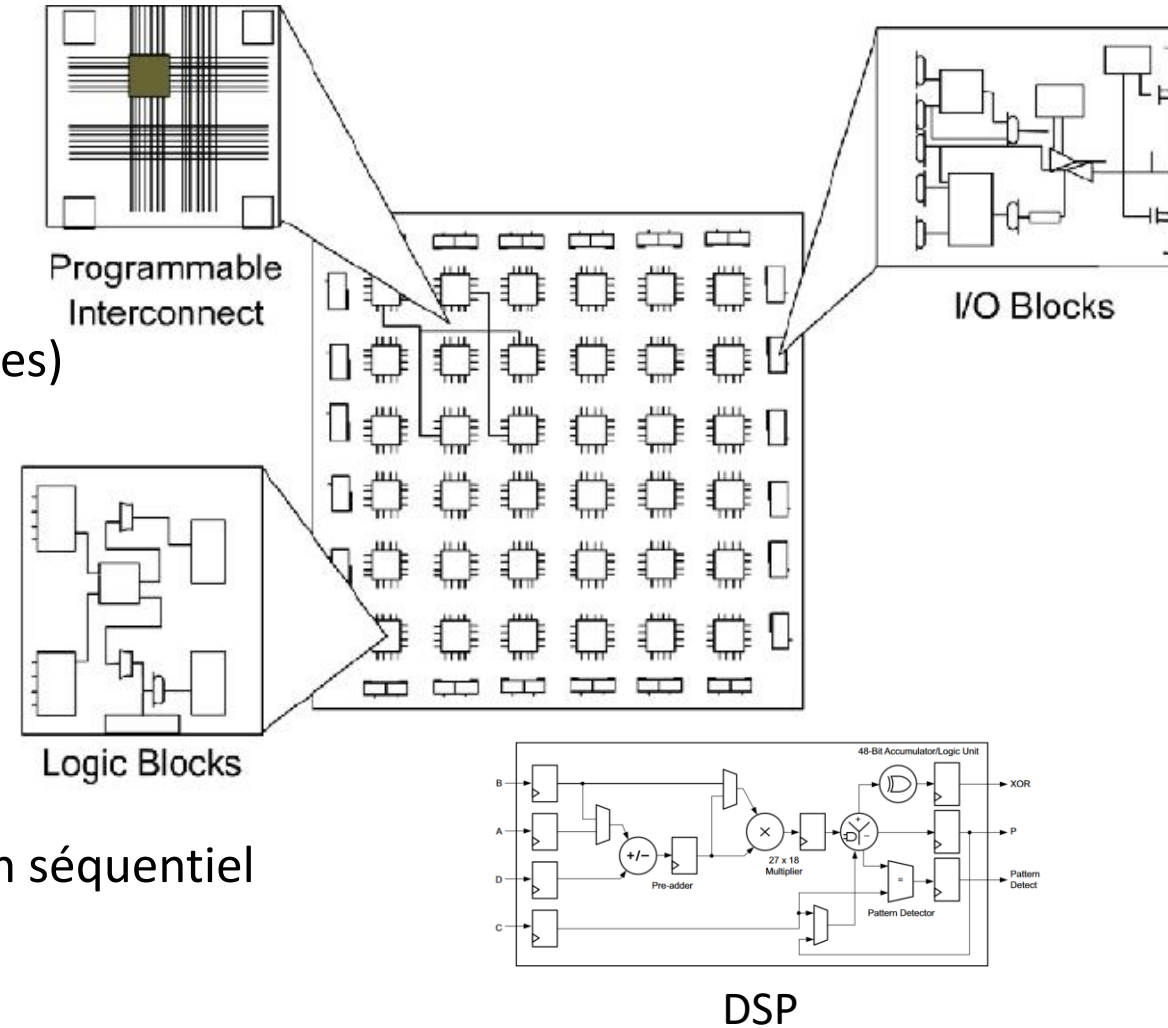 Programmable
Interconnect
I/O Blocks
es)
Logic Blocks
n séquentiel
48-Bit Accumulator/Logic Unit
B
XOR
A
×
+
−
P
+/−
27 x 18
Multiplier
D
Pre-adder
=
Pattern
Detect
Pattern Detector
C
DSP